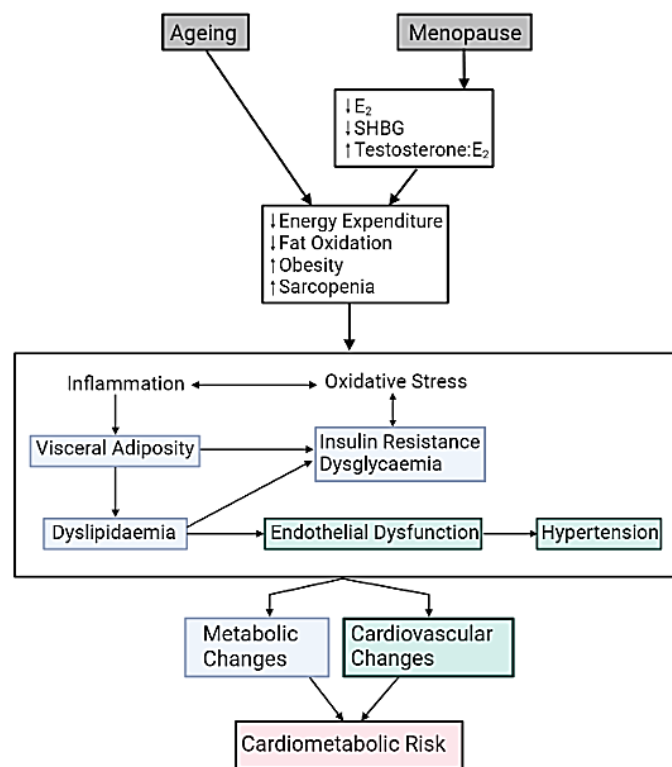 Ageing
Menopause
↓E₂
↓SHBG
↑Testosterone:E₂
↓Energy Expenditure
↓Fat Oxidation
↑Obesity
↑Sarcopenia
Inflammation
Oxidative Stress
Visceral Adiposity
Insulin Resistance
Dysglycaemia
Dyslipidaemia
Endothelial Dysfunction
Hypertension
Metabolic
Changes
Cardiovascular
Changes
Cardiometabolic Risk